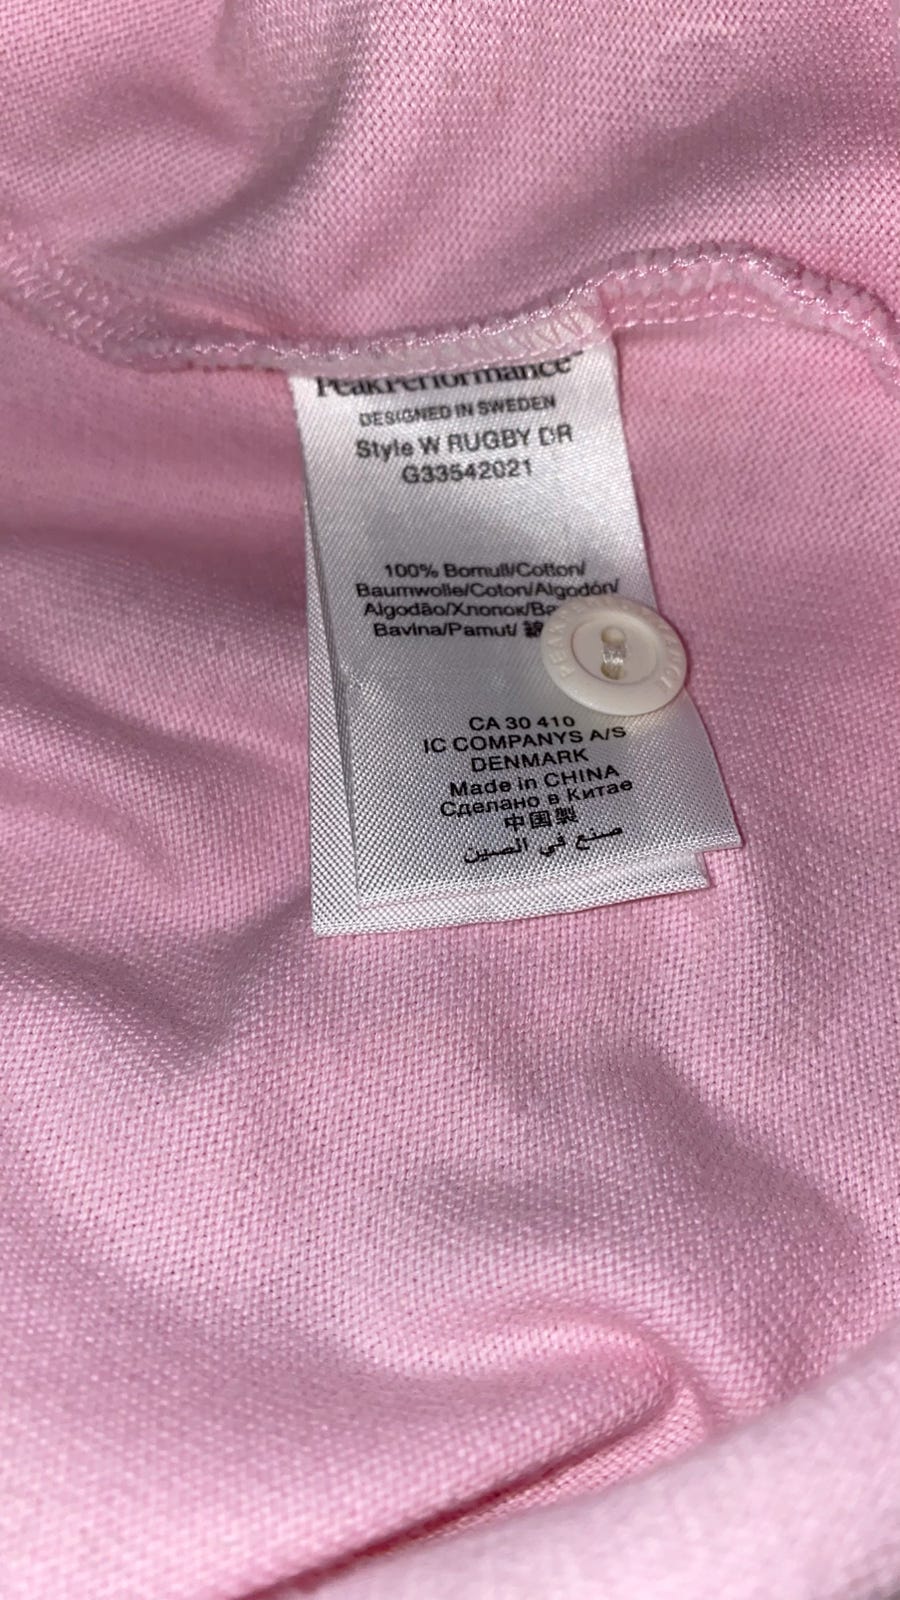 PeakPerformance
DESIGNED IN SWEDEN
Style W RUGBY DR
G33542021
100% Bomull/Cotton/
Baumwolle/Coton/Algodón/
Algodão/Хлопок/
Bavlna/Pamut/
CA 30 410
IC COMPANYS A/S
DENMARK
Made in CHINA
Сделано в Китае
中国製
صنع في الصين